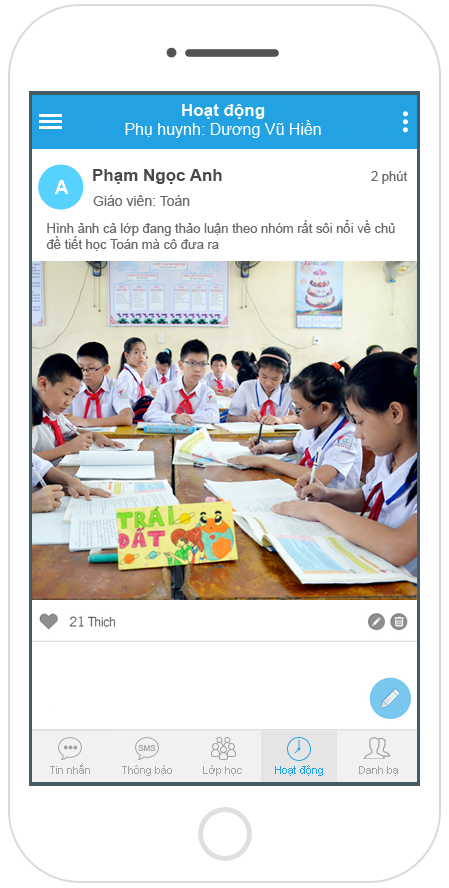 Hoạt động
Phụ huynh: Dương Vũ Hiền
A
Phạm Ngọc Anh
2 phút
Giáo viên: Toán
Hình ảnh cả lớp đang thảo luận theo nhóm rất sôi nổi về chủ
đề tiết học Toán mà cô đưa ra
TRÁI
ĐẤT
21 Thích
SMS
Tin nhắn
Thông báo
Lớp học
Hoạt động
Danh bạ